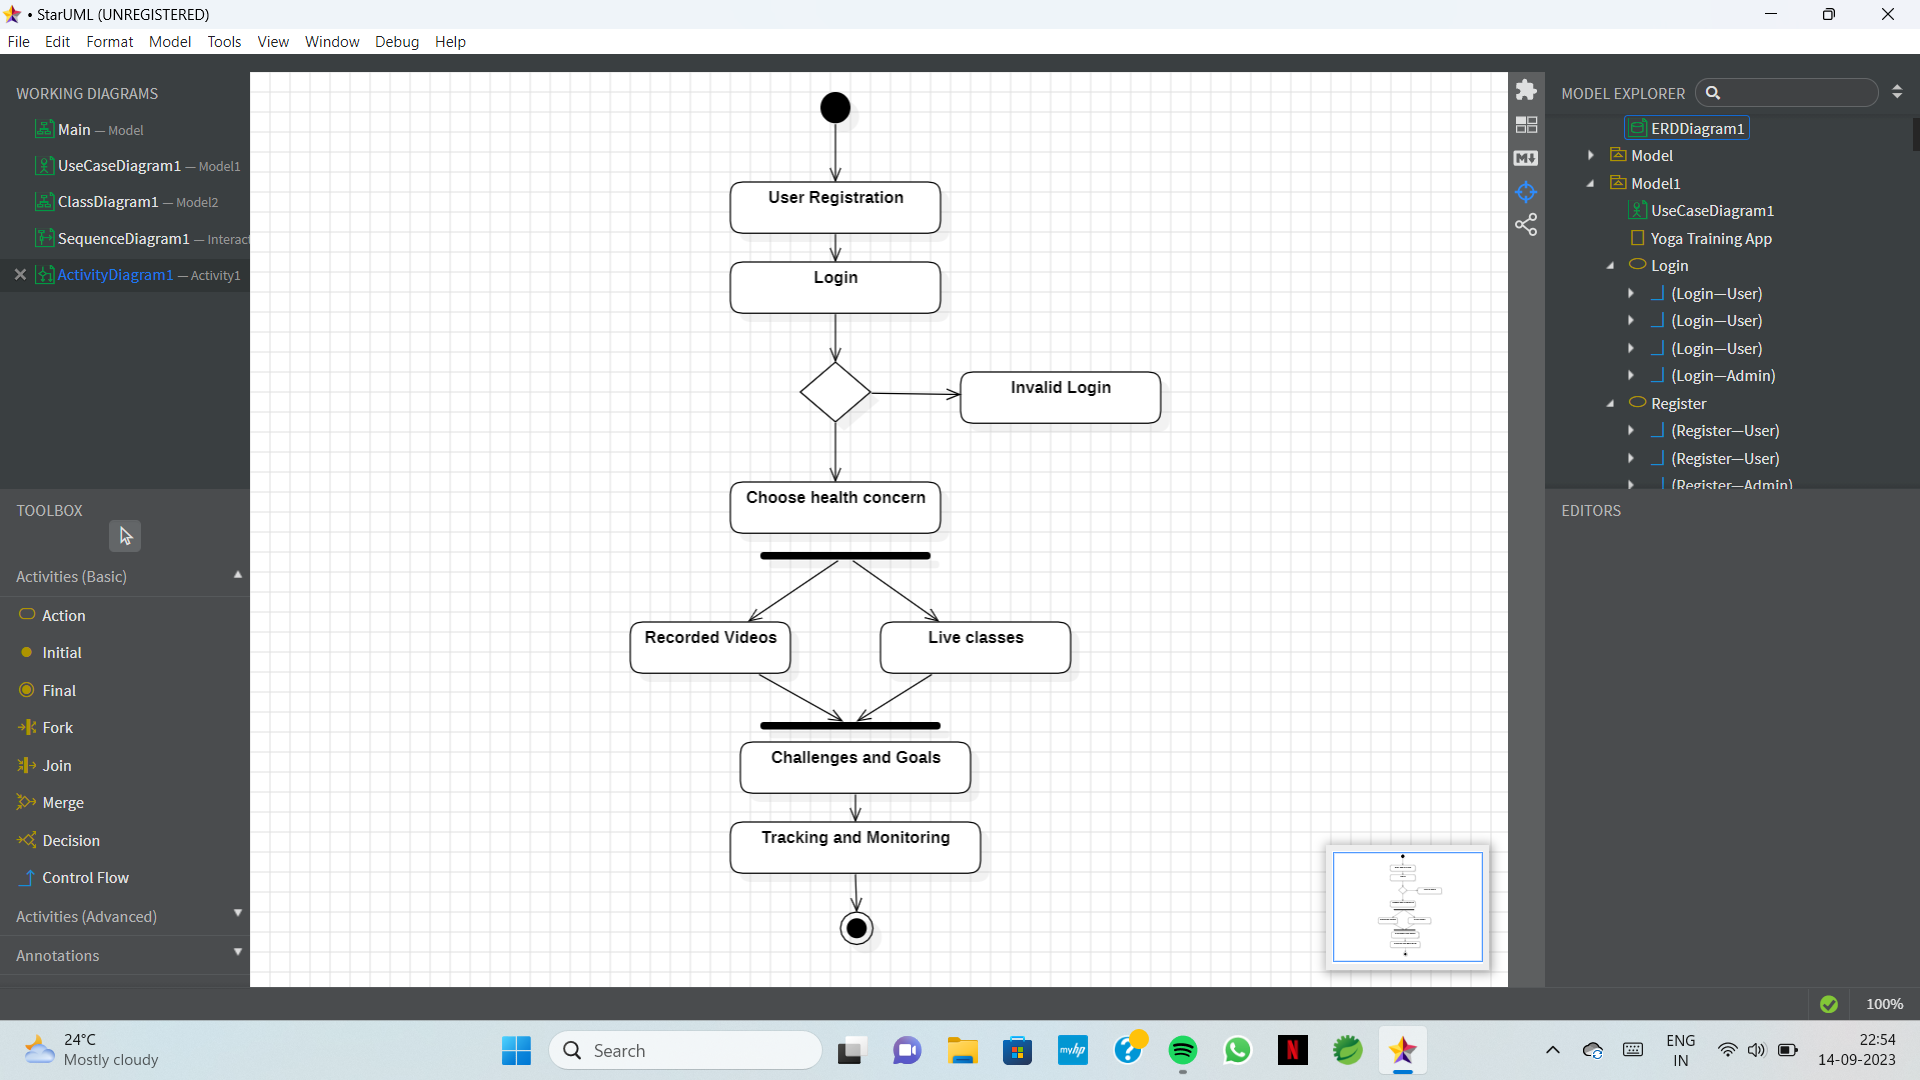 • StarUML (UNREGISTERED)
File Edit Format Model Tools View Window Debug Help
WORKING DIAGRAMS
Main — Model
UseCaseDiagram1 — Model1
ClassDiagram1 — Model2
SequenceDiagram1 — Interact
ActivityDiagram1 — Activity1
TOOLBOX
Activities (Basic)
Action
Initial
Final
Fork
Join
Merge
Decision
Control Flow
Activities (Advanced)
Annotations
User Registration
Login
Invalid Login
Choose health concern
Recorded Videos
Live classes
Challenges and Goals
Tracking and Monitoring
M
MODEL EXPLORER
ERDDiagram1
Model
Model1
UseCaseDiagram1
Yoga Training App
Login
(Login—User)
(Login—User)
(Login—User)
(Login—Admin)
Register
(Register—User)
(Register—User)
(Register—Admin)
EDITORS
100%
24°C
Mostly cloudy
Search
myhp
?
N
ENG
IN
22:54
14-09-2023